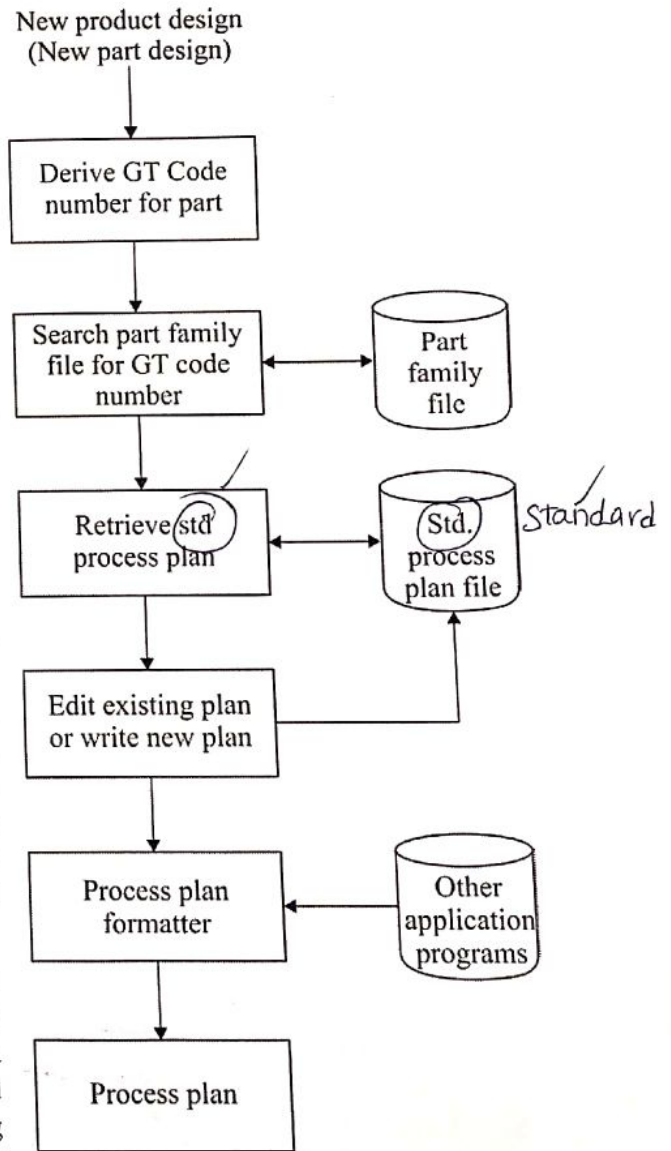 New product design
(New part design)
Derive GT Code
number for part
Search part family
file for GT code
number
Part
family
file
Retrieve std
process plan
Std.
process
plan file
Standard
Edit existing plan
or write new plan
Process plan
formatter
Other
application
programs
Process plan